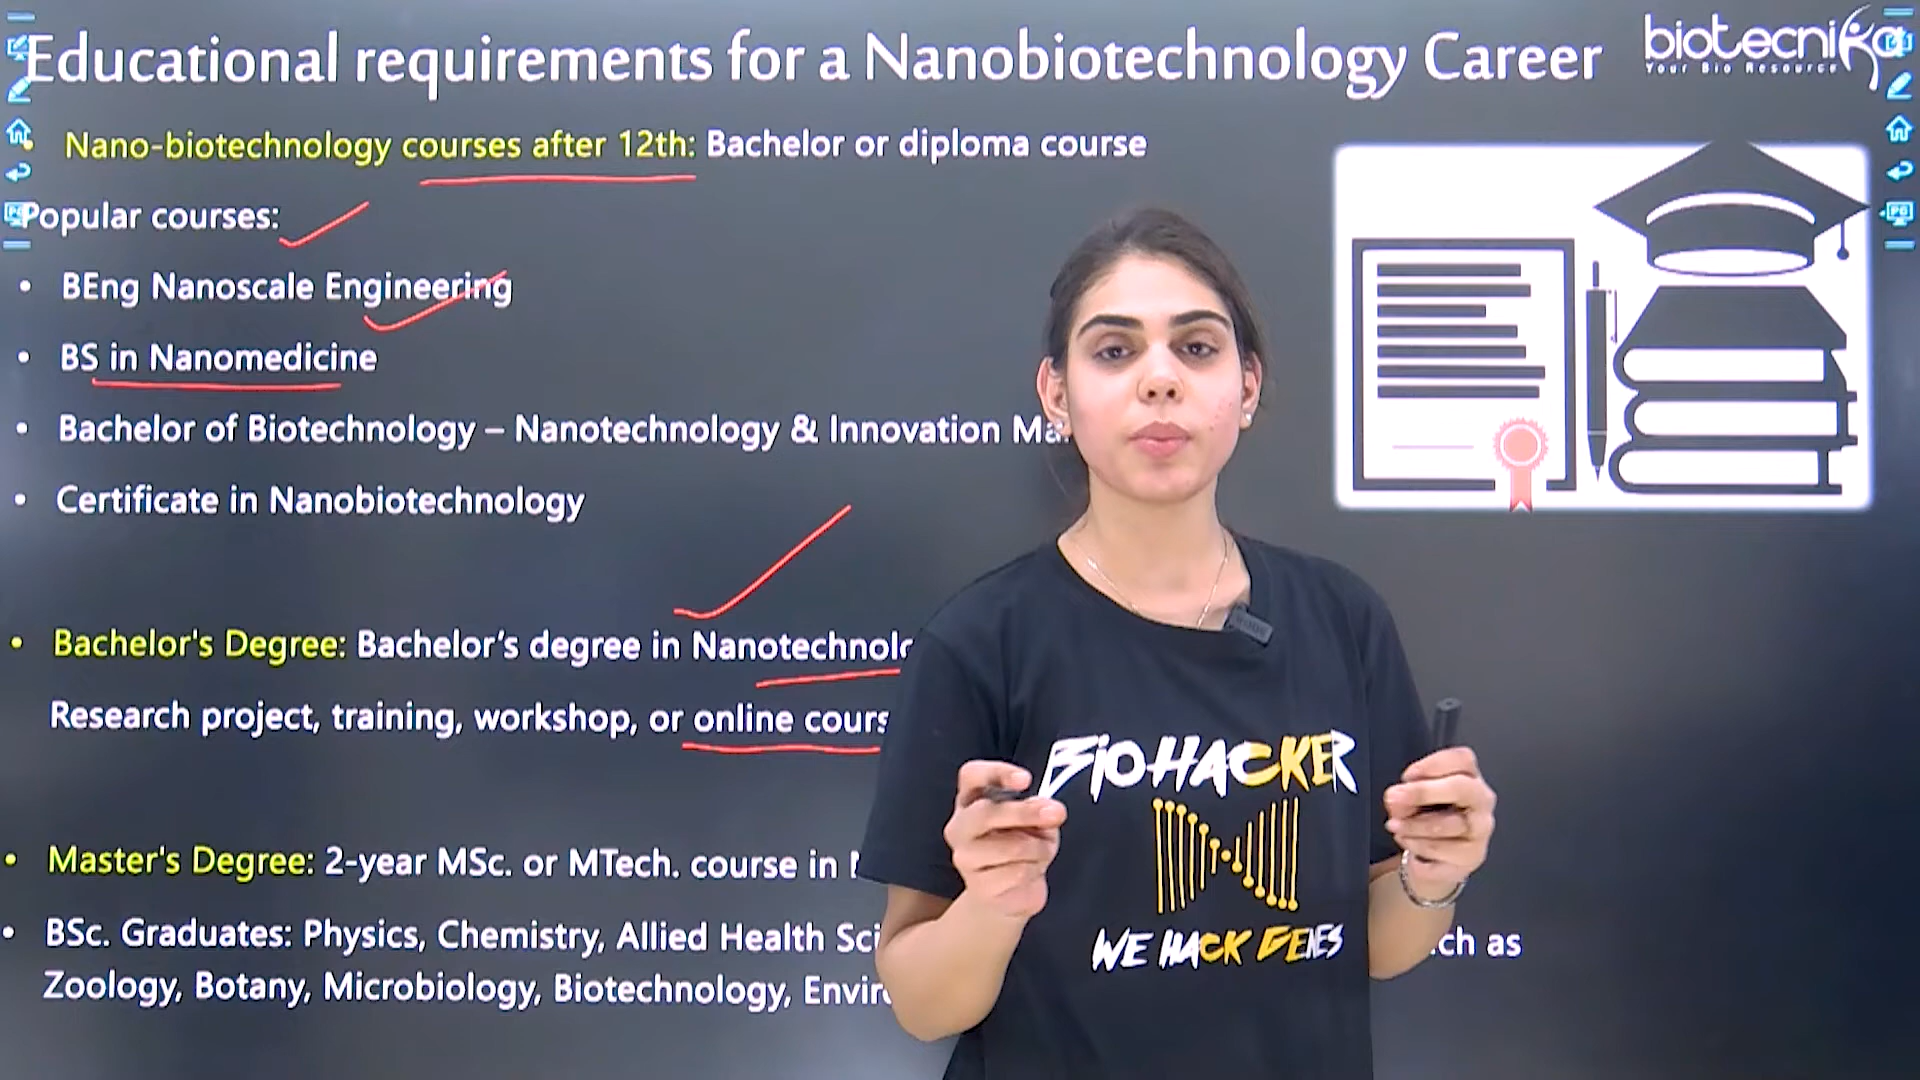 Educational requirements for a Nanobiotechnology Career
biotecnika
Your Bio Resource
Nano-biotechnology courses after 12th: Bachelor or diploma course
Popular courses:
• BEng Nanoscale Engineering
• BS in Nanomedicine
• Bachelor of Biotechnology – Nanotechnology & Innovation
• Certificate in Nanobiotechnology
• Bachelor's Degree: Bachelor's degree in
Research project, training, workshop, or online
• Master's Degree: 2-year MSc. or MTech. course in
• BSc. Graduates: Physics, Chemistry, Allied Health
as
Zoology, Botany, Microbiology, Biotechnology,
BIOHACKER
WE HACK GENES